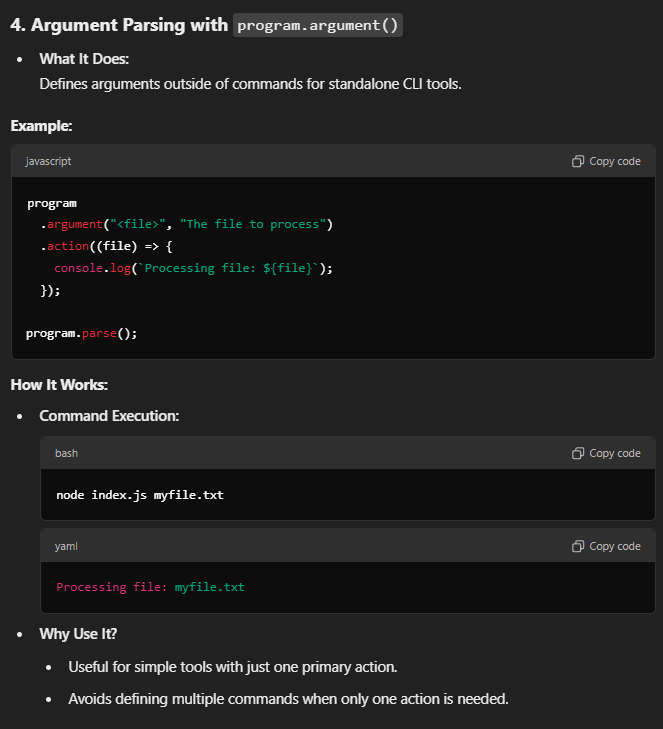 4. Argument Parsing with program.argument()
• What It Does:
Defines arguments outside of commands for standalone CLI tools.
Example:
javascript Copy code
program
  .argument("<file>", "The file to process")
  .action((file) => {
    console.log(`Processing file: ${file}`);
  });
program.parse();
How It Works:
• Command Execution:
bash Copy code
node index.js myfile.txt
yaml Copy code
Processing file: myfile.txt
• Why Use It?
• Useful for simple tools with just one primary action.
• Avoids defining multiple commands when only one action is needed.